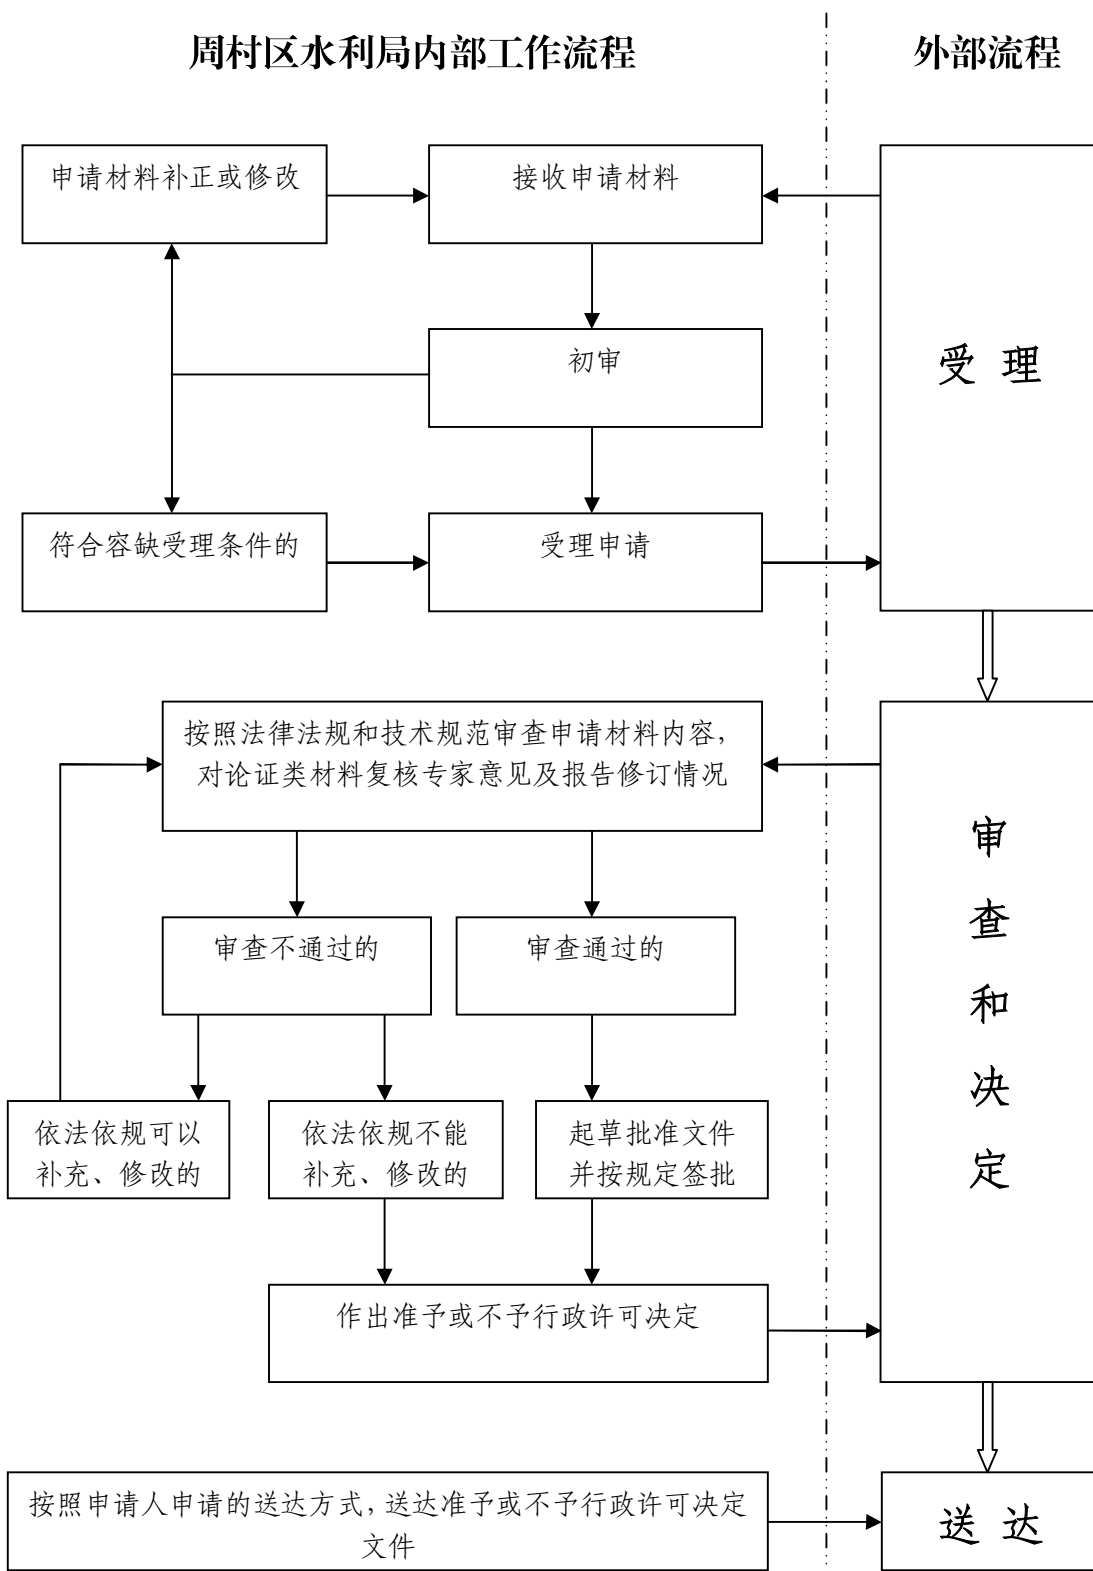 周村区水利局内部工作流程
外部流程
申请材料补正或修改
接收申请材料
初审
受 理
符合容缺受理条件的
受理申请
按照法律法规和技术规范审查申请材料内容，
对论证类材料复核专家意见及报告修订情况
审
查
和
决
定
审查不通过的
审查通过的
依法依规可以
补充、修改的
依法依规不能
补充、修改的
起草批准文件
并按规定签批
作出准予或不予行政许可决定
按照申请人申请的送达方式，送达准予或不予行政许可决定
文件
送 达